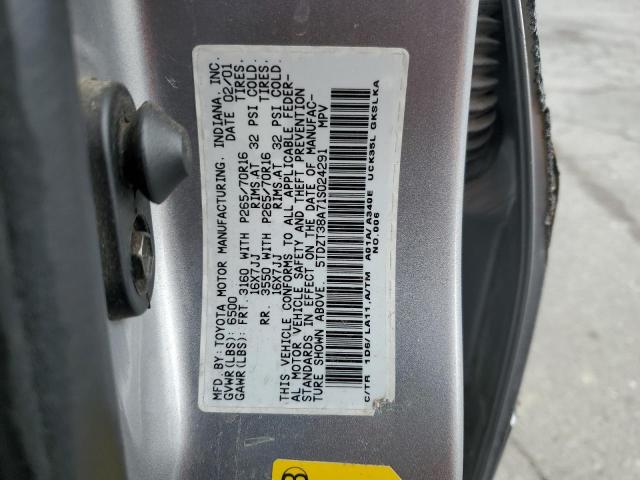 MFD.BY:TOYOTA MOTOR MANUFACTURING, INDIANA, INC.
GVWR(LBS):6500 DATE 02/01
GAWR(LBS):FRT. 3160 WITH P265/70R16 TIRES.
16X7JJ RIMS.AT 32 PSI COLD.
RR. 3550 WITH P265/70R16 TIRES.
16X7JJ RIMS.AT 32 PSI COLD.
THIS VEHICLE CONFORMS TO ALL APPLICABLE FEDER-
AL MOTOR VEHICLE SAFETY AND THEFT PREVENTION
STANDARDS IN EFFECT ON THE DATE OF MANUFAC-
TURE SHOWN ABOVE. 5TDZT38A71S024291 MPV
C/TR 1D6/ LA11.A/TM A01A/A340E UCK35L GKSLKA
NO.006